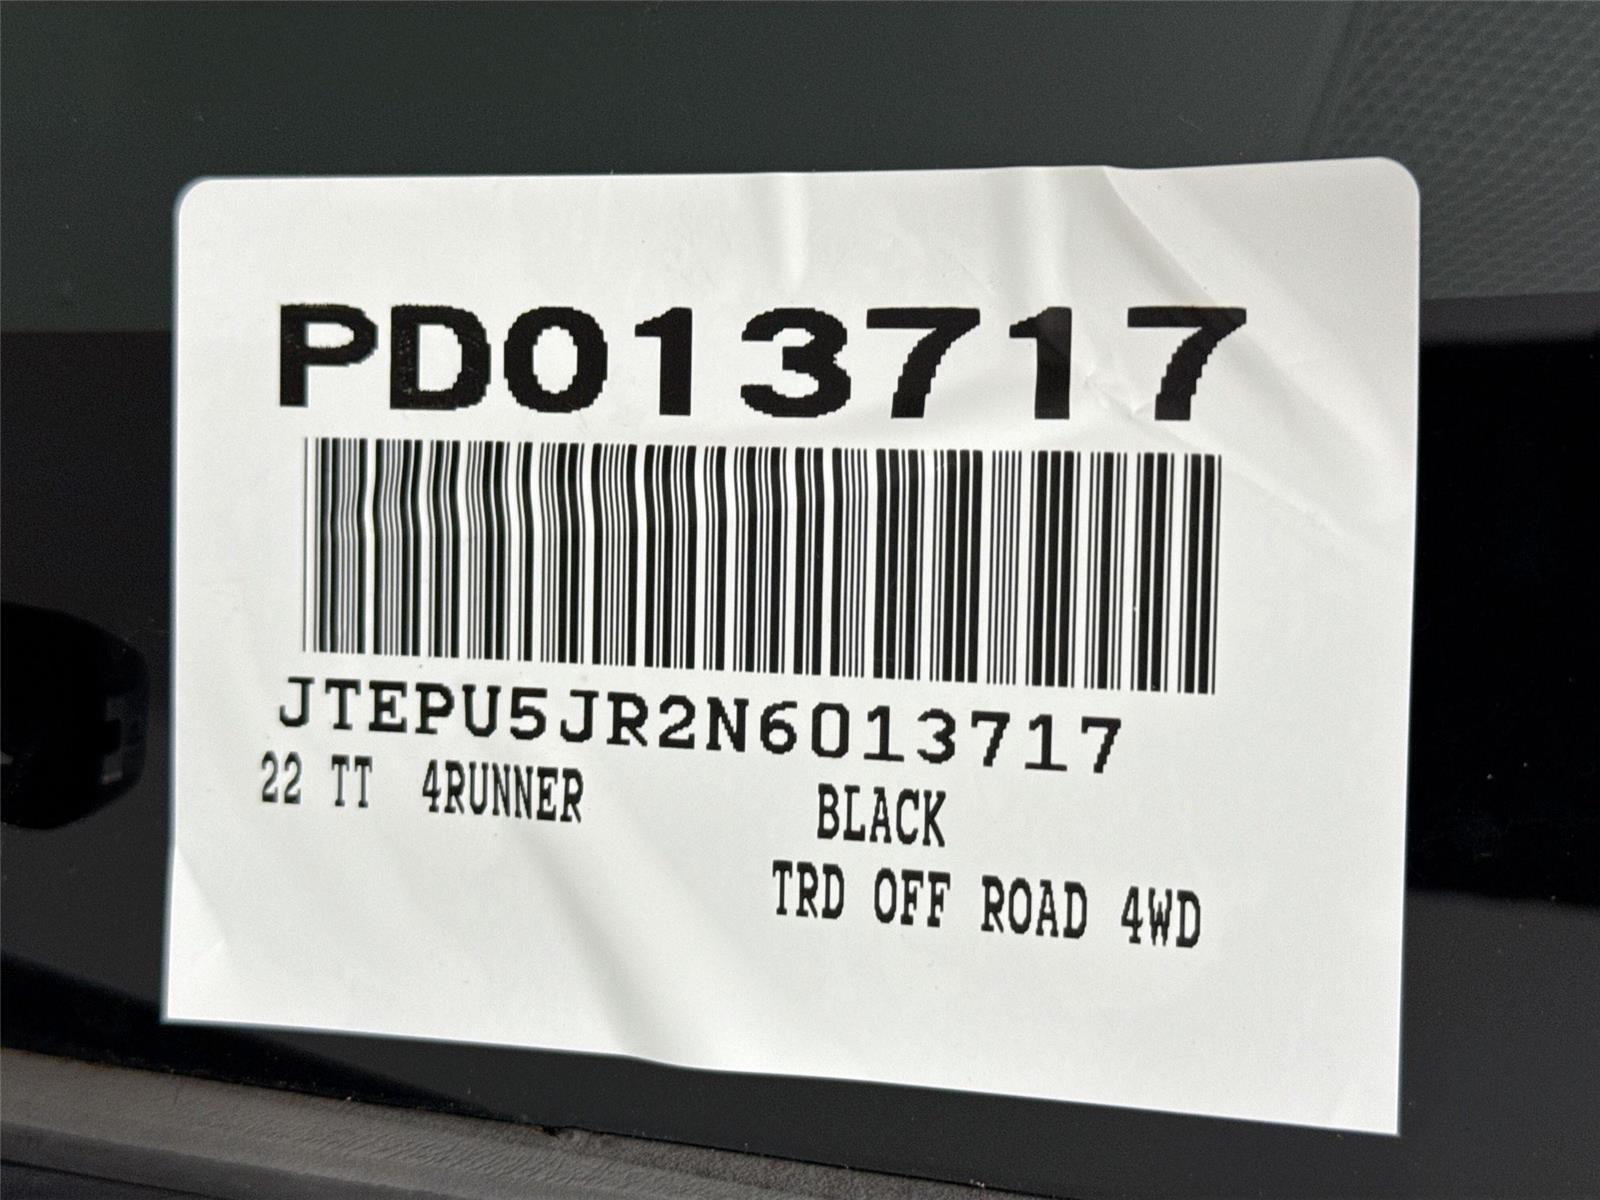 PD013717
JTEPU5JR2N6013717
22 TT 4RUNNER BLACK
TRD OFF ROAD 4WD